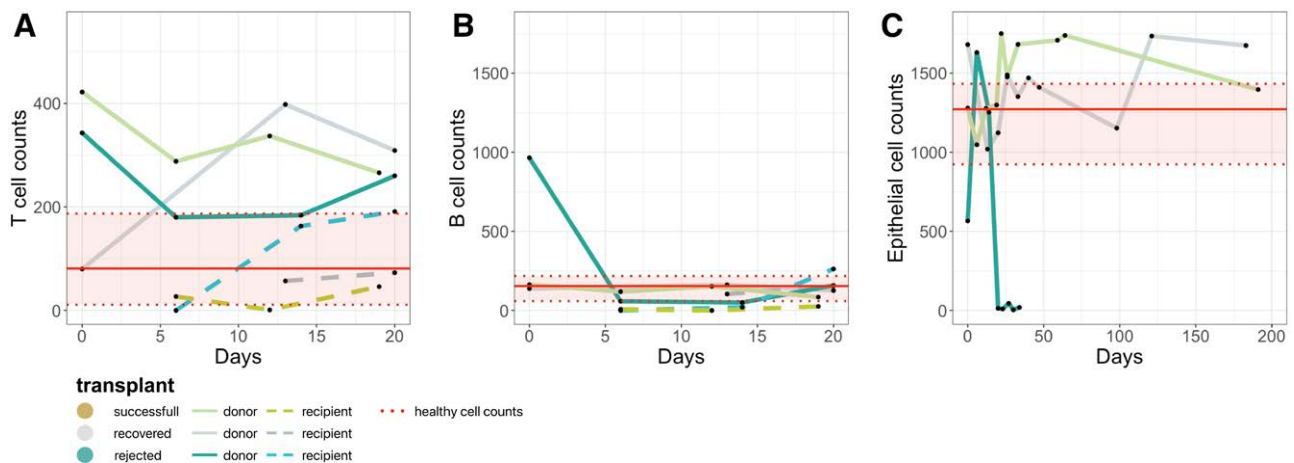 A
B
C
T cell counts
400
200
0
0
5
10
15
20
Days
B cell counts
1500
1000
500
0
0
5
10
15
20
Days
Epithelial cell counts
1500
1000
500
0
0
50
100
150
200
Days
transplant
successfull donor recipient healthy cell counts
recovered donor recipient
rejected donor recipient